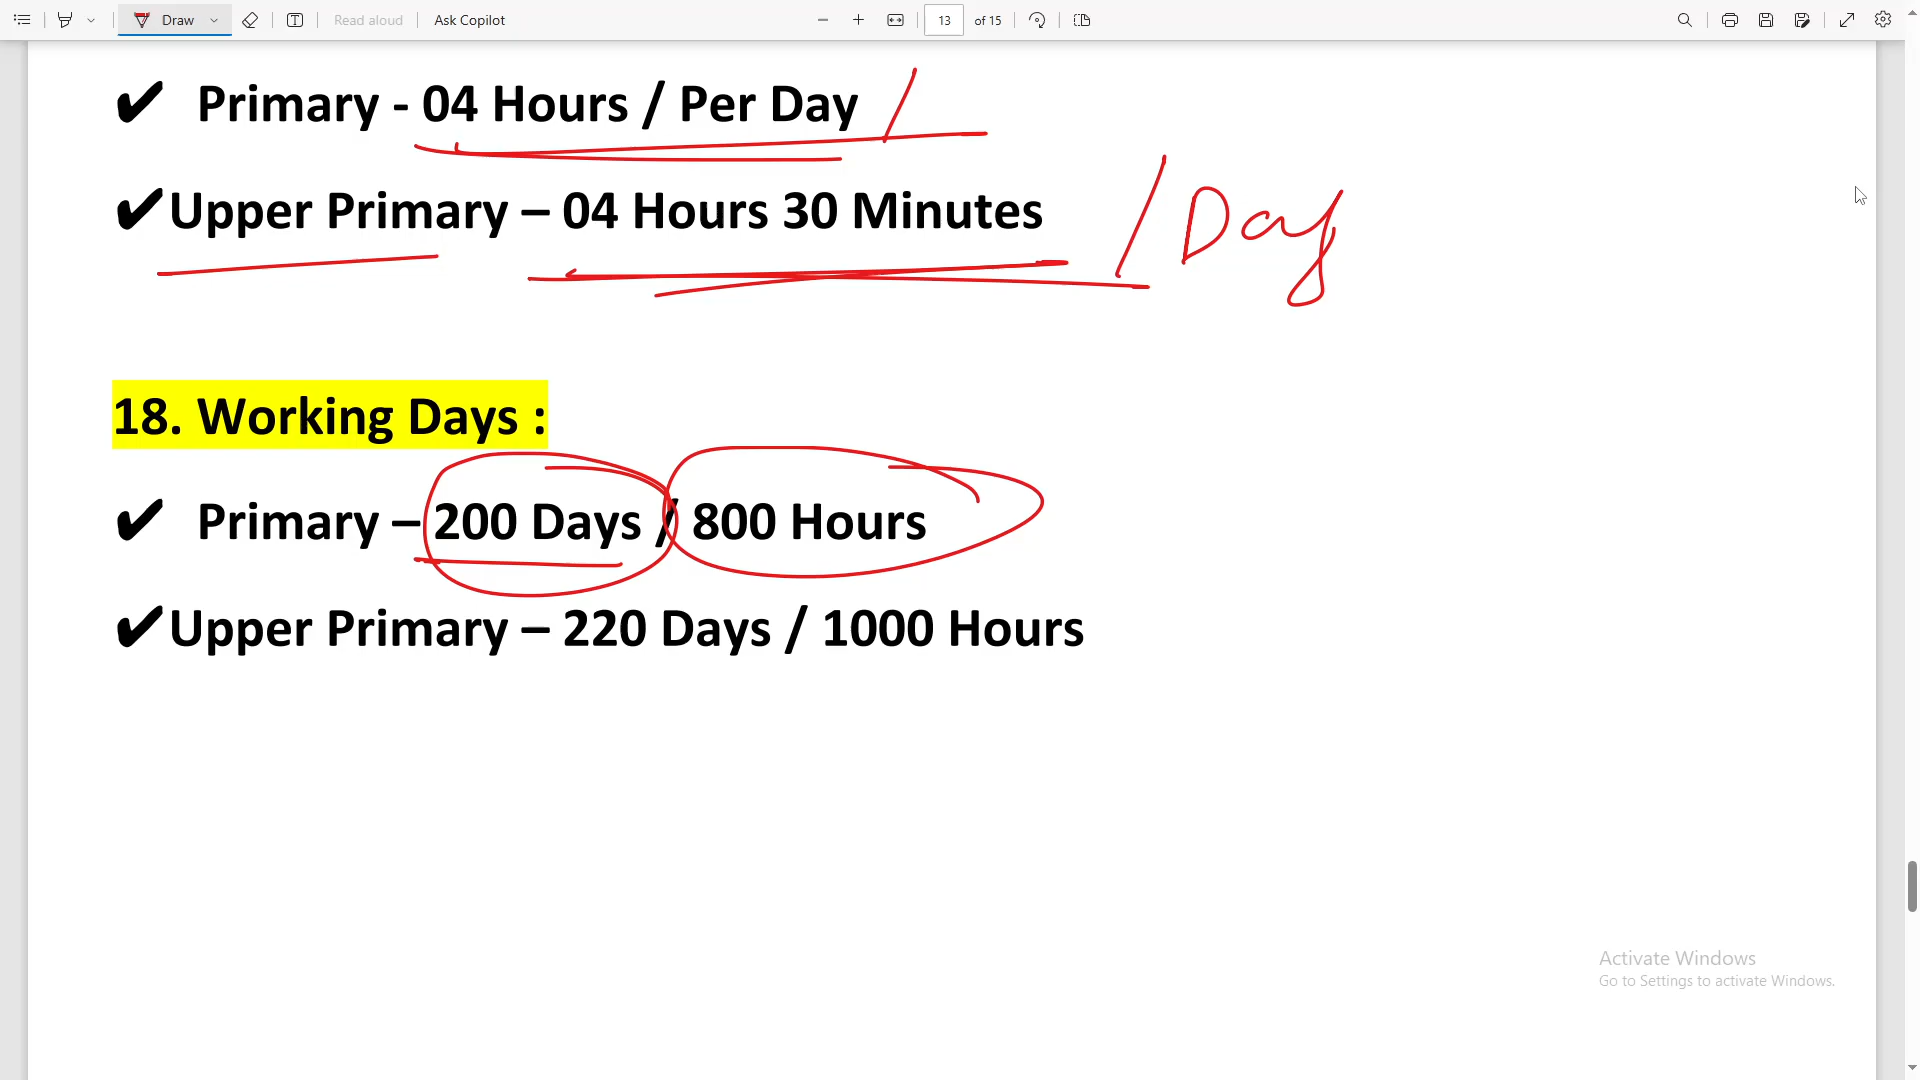 Draw
Read aloud
Ask Copilot
13 of 15
✔ Primary - 04 Hours / Per Day /
✔Upper Primary – 04 Hours 30 Minutes / Day
18. Working Days :
✔ Primary – 200 Days / 800 Hours
✔Upper Primary – 220 Days / 1000 Hours
Activate Windows
Go to Settings to activate Windows.